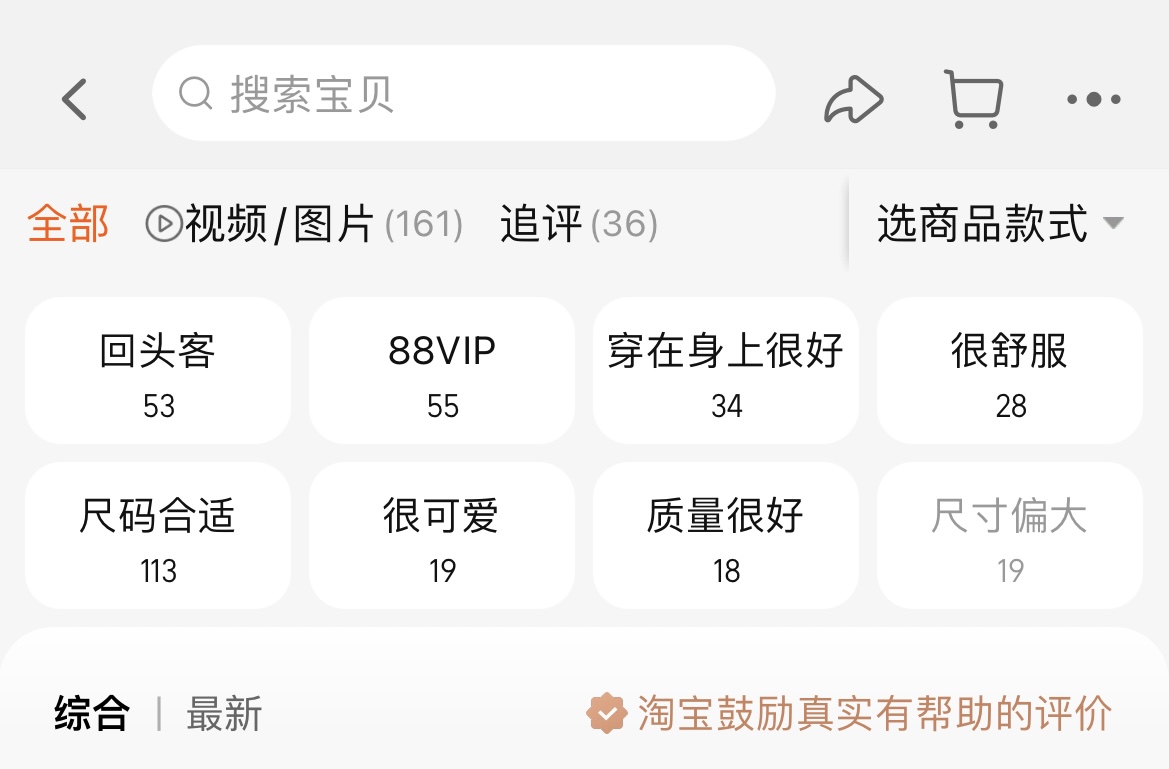 搜索宝贝
全部 视频/图片(161) 追评(36) 选商品款式
回头客 88VIP 穿在身上很好 很舒服
53 55 34 28
尺码合适 很可爱 质量很好 尺寸偏大
113 19 18 19
综合 | 最新 淘宝鼓励真实有帮助的评价